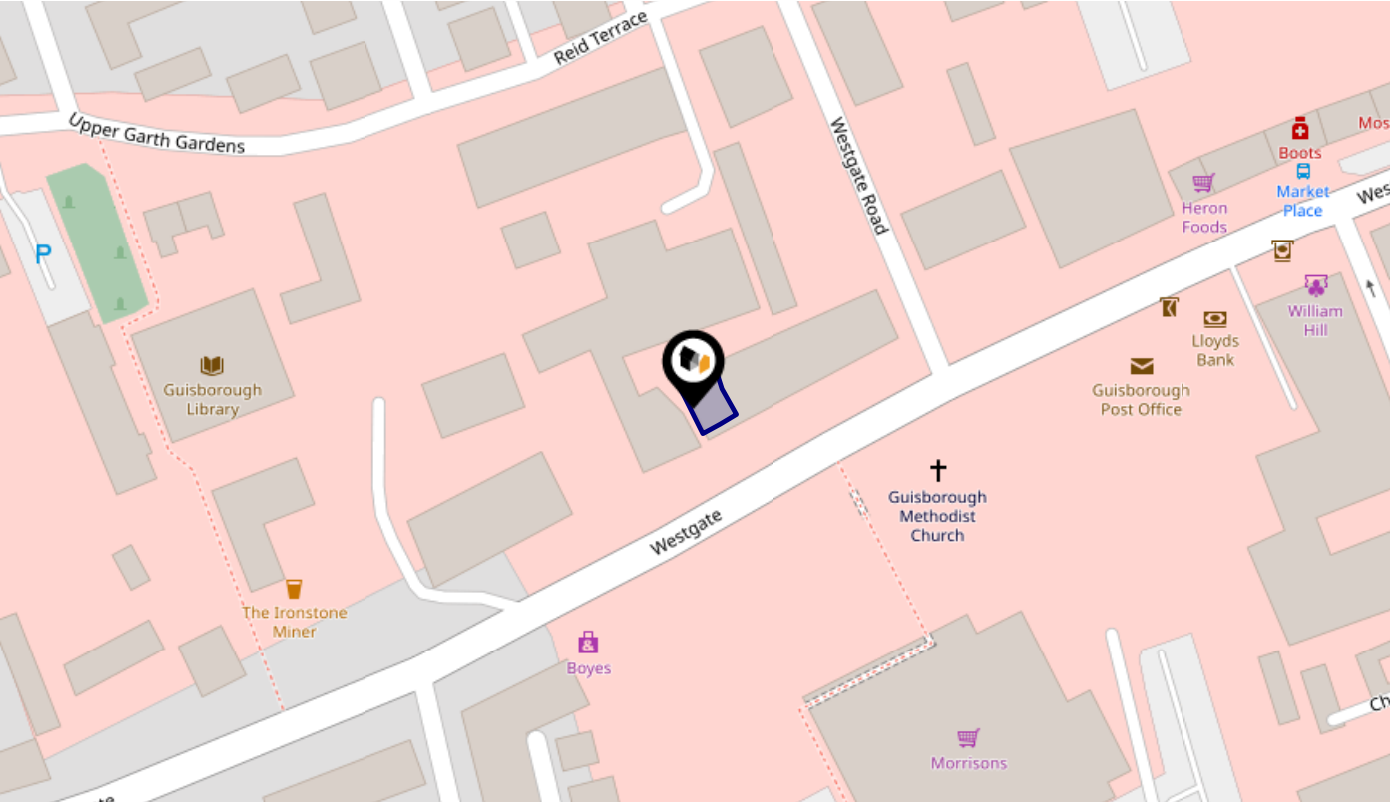 Reid Terrace
Upper Garth Gardens
Westgate Road
Mos
Boots
Market
Place
Heron
Foods
Wes
P
William
Hill
Lloyds
Bank
Guisborough
Post Office
Guisborough
Library
Guisborough
Methodist
Church
Westgate
The Ironstone
Miner
Boyes
Morrisons
Ch